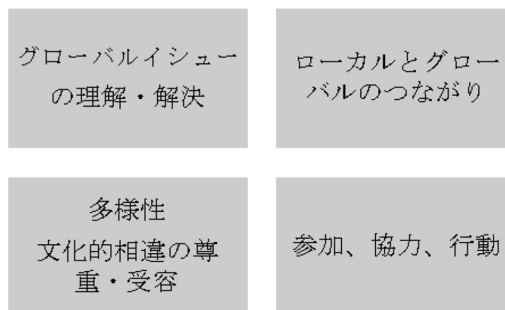 グローバルイシュー
の理解・解決
ローカルとグロー
バルのつながり
多様性
文化的相違の尊
重・受容
参加、協力、行動